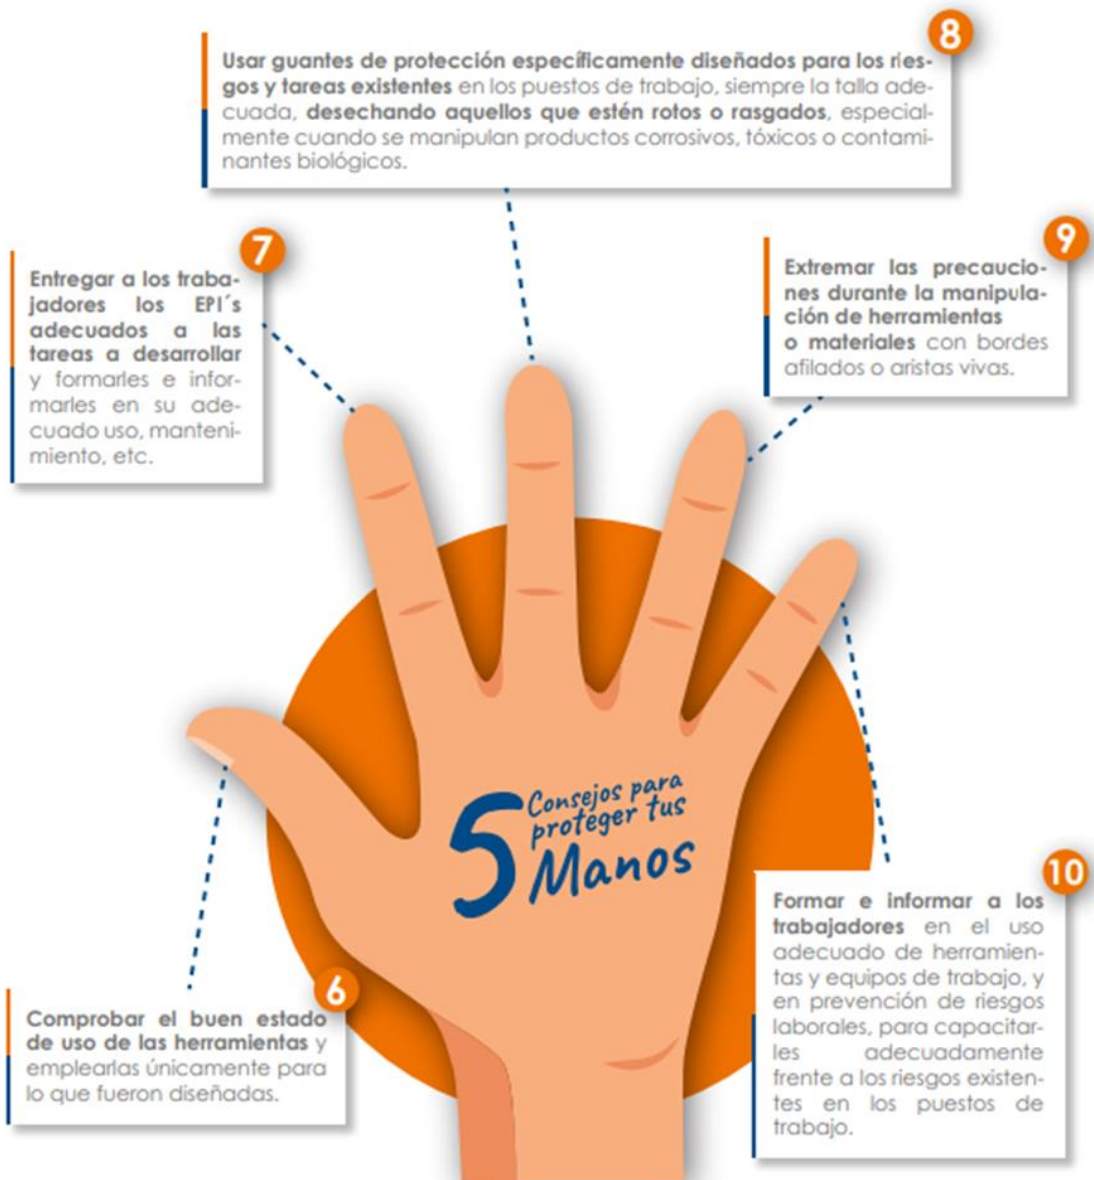 8
Usar guantes de protección específicamente diseñados para los ries-
gos y tareas existentes en los puestos de trabajo, siempre la talla ade-
cuada, desechando aquellos que estén rotos o rasgados, especial-
mente cuando se manipulan productos corrosivos, tóxicos o contami-
nantes biológicos.
7
Entregar a los traba-
jadores los EPI´s
adecuados a las
tareas a desarrollar
y formarles e infor-
marles en su ade-
cuado uso, manteni-
miento, etc.
9
Extremar las precaucio-
nes durante la manipula-
ción de herramientas
o materiales con bordes
afilados o aristas vivas.
5 Consejos para
proteger tus
Manos
6
Comprobar el buen estado
de uso de las herramientas y
emplearlas únicamente para
lo que fueron diseñadas.
10
Formar e informar a los
trabajadores en el uso
adecuado de herramien-
tas y equipos de trabajo, y
en prevención de riesgos
laborales, para capacitar-
les adecuadamente
frente a los riesgos existen-
tes en los puestos de
trabajo.